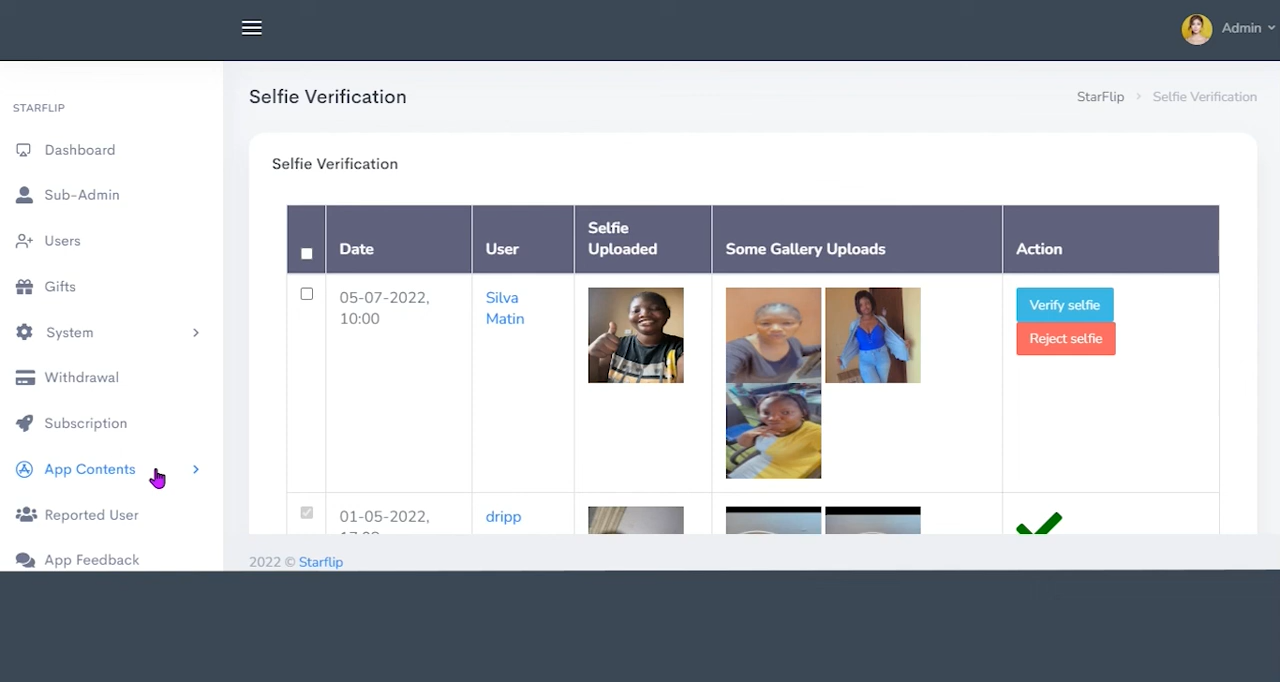 Admin
STARFLIP
Dashboard
Sub-Admin
Users
Gifts
System
Withdrawal
Subscription
App Contents
Reported User
App Feedback
Selfie Verification
StarFlip > Selfie Verification
Selfie Verification
Date
User
Selfie
Uploaded
Some Gallery Uploads
Action
05-07-2022,
10:00
Silva
Matin
Verify selfie
Reject selfie
01-05-2022,
dripp
2022 © Starflip